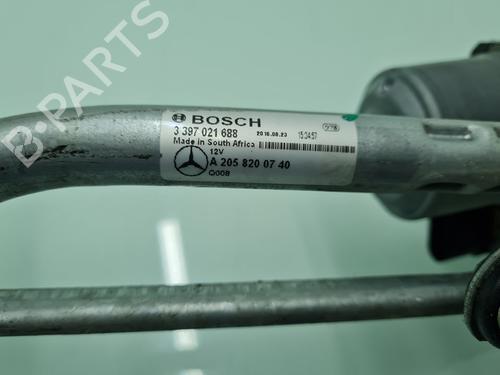 B-PARTS
BOSCH
3 397 021 688 2016.08.23 15:04:57
Made in South Africa
12V
A 205 820 07 40
Q008